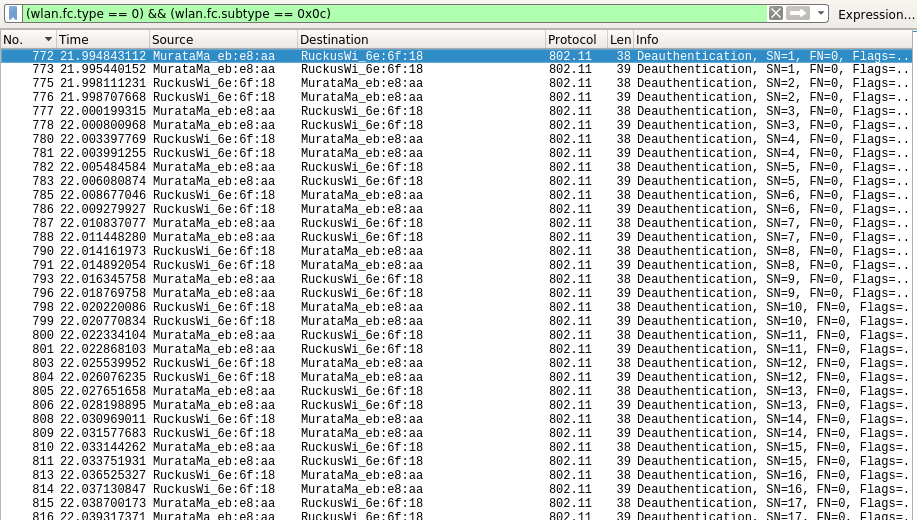 (wlan.fc.type == 0) && (wlan.fc.subtype == 0x0c) Expression…
No. Time Source Destination Protocol Len Info
772 21.994843112 MurataMa_eb:e8:aa RuckusWi_6e:6f:18 802.11 38 Deauthentication, SN=1, FN=0, Flags=..
773 21.995440152 MurataMa_eb:e8:aa RuckusWi_6e:6f:18 802.11 39 Deauthentication, SN=1, FN=0, Flags=..
775 21.998111231 RuckusWi_6e:6f:18 MurataMa_eb:e8:aa 802.11 38 Deauthentication, SN=2, FN=0, Flags=..
776 21.998707668 RuckusWi_6e:6f:18 MurataMa_eb:e8:aa 802.11 39 Deauthentication, SN=2, FN=0, Flags=..
777 22.000199315 MurataMa_eb:e8:aa RuckusWi_6e:6f:18 802.11 38 Deauthentication, SN=3, FN=0, Flags=..
778 22.000800968 MurataMa_eb:e8:aa RuckusWi_6e:6f:18 802.11 39 Deauthentication, SN=3, FN=0, Flags=..
780 22.003397769 RuckusWi_6e:6f:18 MurataMa_eb:e8:aa 802.11 38 Deauthentication, SN=4, FN=0, Flags=..
781 22.003991255 RuckusWi_6e:6f:18 MurataMa_eb:e8:aa 802.11 39 Deauthentication, SN=4, FN=0, Flags=..
782 22.005484584 MurataMa_eb:e8:aa RuckusWi_6e:6f:18 802.11 38 Deauthentication, SN=5, FN=0, Flags=..
783 22.006080874 MurataMa_eb:e8:aa RuckusWi_6e:6f:18 802.11 39 Deauthentication, SN=5, FN=0, Flags=..
785 22.008677046 RuckusWi_6e:6f:18 MurataMa_eb:e8:aa 802.11 38 Deauthentication, SN=6, FN=0, Flags=..
786 22.009279927 RuckusWi_6e:6f:18 MurataMa_eb:e8:aa 802.11 39 Deauthentication, SN=6, FN=0, Flags=..
787 22.010837077 MurataMa_eb:e8:aa RuckusWi_6e:6f:18 802.11 38 Deauthentication, SN=7, FN=0, Flags=..
788 22.011448280 MurataMa_eb:e8:aa RuckusWi_6e:6f:18 802.11 39 Deauthentication, SN=7, FN=0, Flags=..
790 22.014161973 RuckusWi_6e:6f:18 MurataMa_eb:e8:aa 802.11 38 Deauthentication, SN=8, FN=0, Flags=..
791 22.014892054 RuckusWi_6e:6f:18 MurataMa_eb:e8:aa 802.11 39 Deauthentication, SN=8, FN=0, Flags=..
793 22.016345758 MurataMa_eb:e8:aa RuckusWi_6e:6f:18 802.11 38 Deauthentication, SN=9, FN=0, Flags=..
796 22.018769758 MurataMa_eb:e8:aa RuckusWi_6e:6f:18 802.11 39 Deauthentication, SN=9, FN=0, Flags=..
798 22.020220086 RuckusWi_6e:6f:18 MurataMa_eb:e8:aa 802.11 38 Deauthentication, SN=10, FN=0, Flags=.
799 22.020770834 RuckusWi_6e:6f:18 MurataMa_eb:e8:aa 802.11 39 Deauthentication, SN=10, FN=0, Flags=.
800 22.022334104 MurataMa_eb:e8:aa RuckusWi_6e:6f:18 802.11 38 Deauthentication, SN=11, FN=0, Flags=.
801 22.022868103 MurataMa_eb:e8:aa RuckusWi_6e:6f:18 802.11 39 Deauthentication, SN=11, FN=0, Flags=.
803 22.025539952 RuckusWi_6e:6f:18 MurataMa_eb:e8:aa 802.11 38 Deauthentication, SN=12, FN=0, Flags=.
804 22.026076235 RuckusWi_6e:6f:18 MurataMa_eb:e8:aa 802.11 39 Deauthentication, SN=12, FN=0, Flags=.
805 22.027651658 MurataMa_eb:e8:aa RuckusWi_6e:6f:18 802.11 38 Deauthentication, SN=13, FN=0, Flags=.
806 22.028198895 MurataMa_eb:e8:aa RuckusWi_6e:6f:18 802.11 39 Deauthentication, SN=13, FN=0, Flags=.
808 22.030969011 RuckusWi_6e:6f:18 MurataMa_eb:e8:aa 802.11 38 Deauthentication, SN=14, FN=0, Flags=.
809 22.031577683 RuckusWi_6e:6f:18 MurataMa_eb:e8:aa 802.11 39 Deauthentication, SN=14, FN=0, Flags=.
810 22.033144262 MurataMa_eb:e8:aa RuckusWi_6e:6f:18 802.11 38 Deauthentication, SN=15, FN=0, Flags=.
811 22.033751931 MurataMa_eb:e8:aa RuckusWi_6e:6f:18 802.11 39 Deauthentication, SN=15, FN=0, Flags=.
813 22.036525327 RuckusWi_6e:6f:18 MurataMa_eb:e8:aa 802.11 38 Deauthentication, SN=16, FN=0, Flags=.
814 22.037130847 RuckusWi_6e:6f:18 MurataMa_eb:e8:aa 802.11 39 Deauthentication, SN=16, FN=0, Flags=.
815 22.038700173 MurataMa_eb:e8:aa RuckusWi_6e:6f:18 802.11 38 Deauthentication, SN=17, FN=0, Flags=.
816 22.039317371 MurataMa_eb:e8:aa RuckusWi_6e:6f:18 802.11 39 Deauthentication, SN=17, FN=0, Flags=.